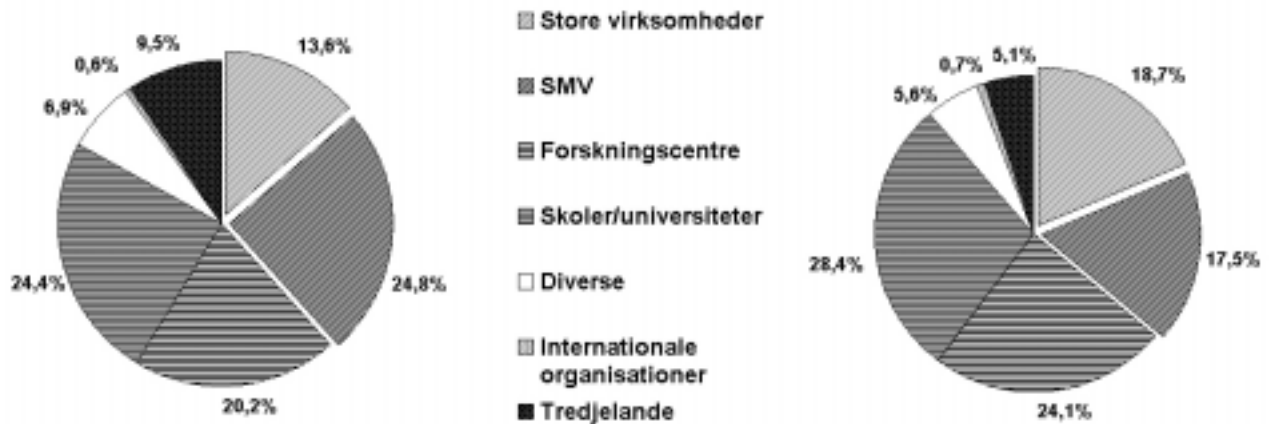 9,5%
13,6%
0,6%
6,9%
24,4%
24,8%
20,2%
Store virksomheder
SMV
Forskningscentre
Skoler/universiteter
Diverse
Internationale
organisationer
Tredjelande
0,7%
5,1%
18,7%
5,6%
28,4%
17,5%
24,1%